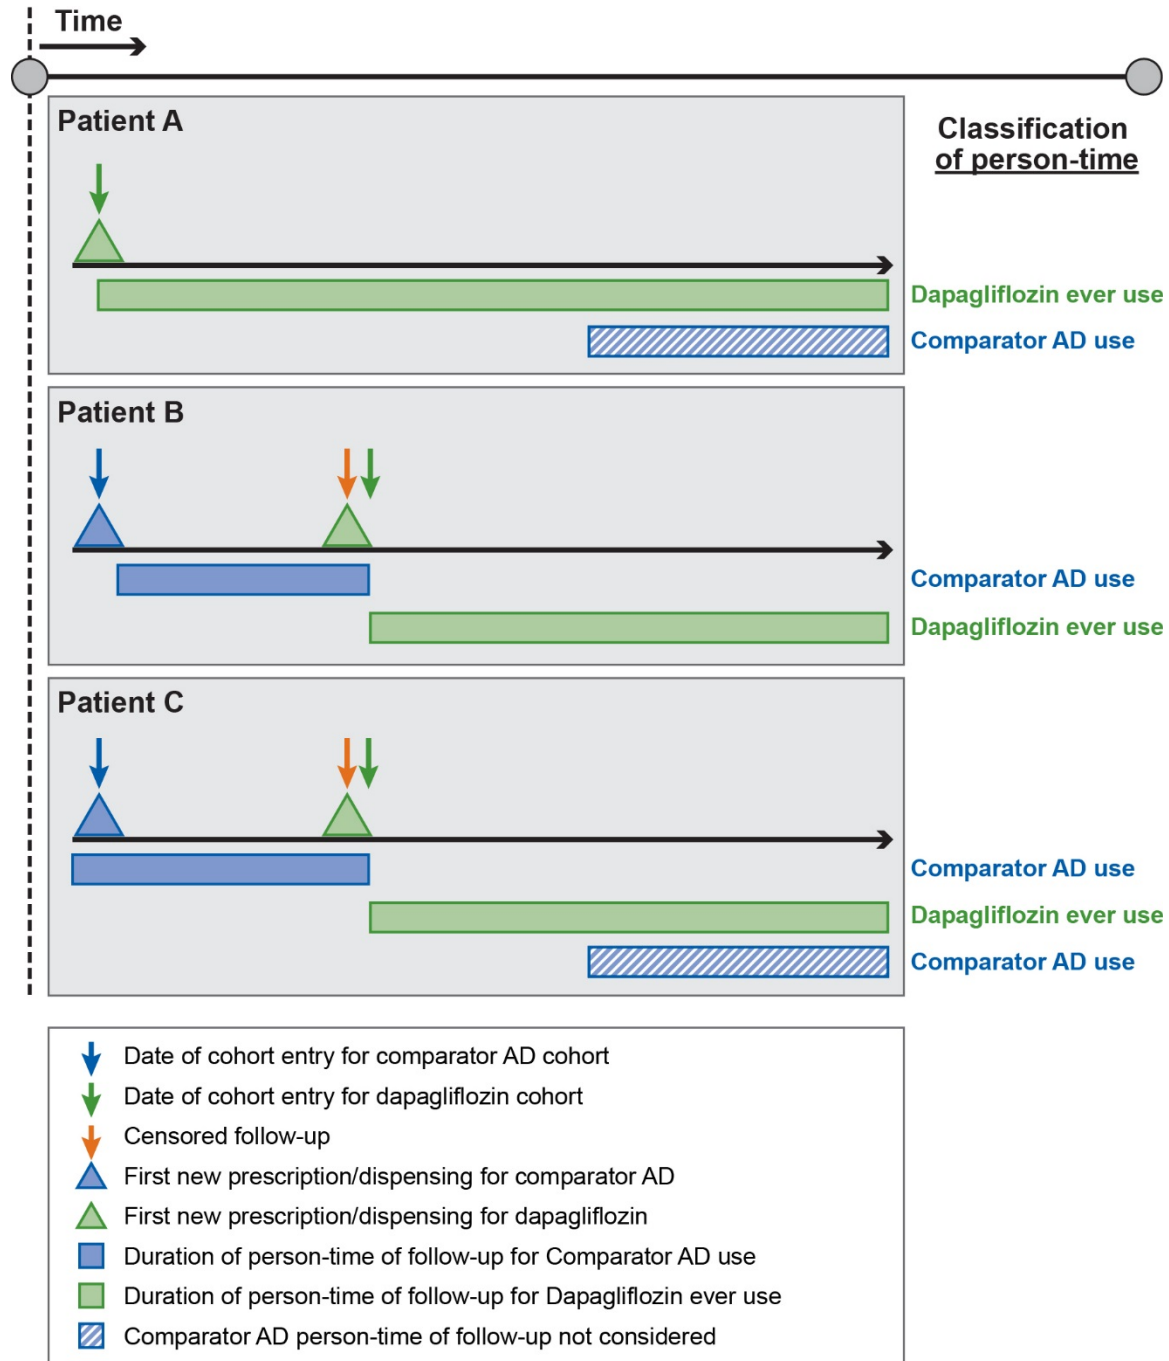 Time
Patient A
Classification
of person-time
Dapagliflozin ever use
Comparator AD use
Patient B
Comparator AD use
Dapagliflozin ever use
Patient C
Comparator AD use
Dapagliflozin ever use
Comparator AD use
Date of cohort entry for comparator AD cohort
Date of cohort entry for dapagliflozin cohort
Censored follow-up
First new prescription/dispensing for comparator AD
First new prescription/dispensing for dapagliflozin
Duration of person-time of follow-up for Comparator AD use
Duration of person-time of follow-up for Dapagliflozin ever use
Comparator AD person-time of follow-up not considered